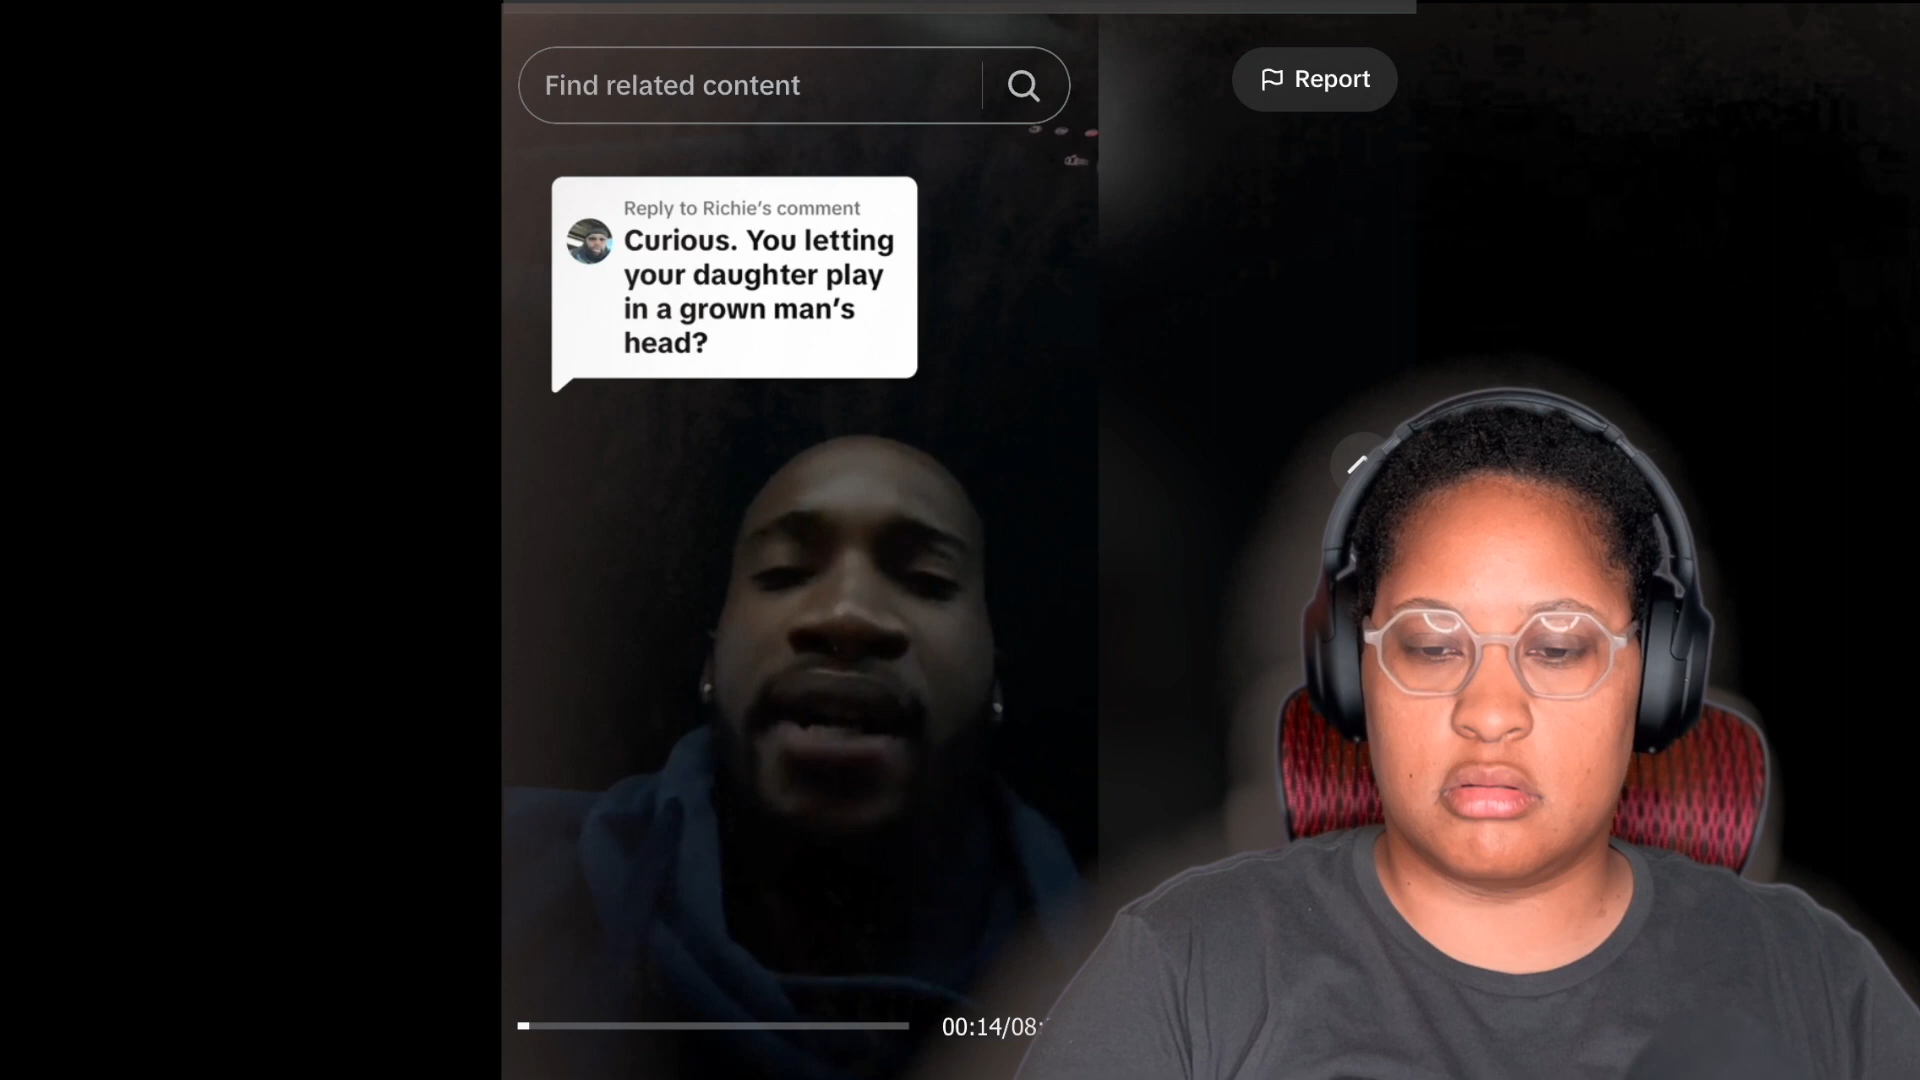 Find related content
Report
Reply to Richie's comment
Curious. You letting
your daughter play
in a grown man's
head?
00:14/08: